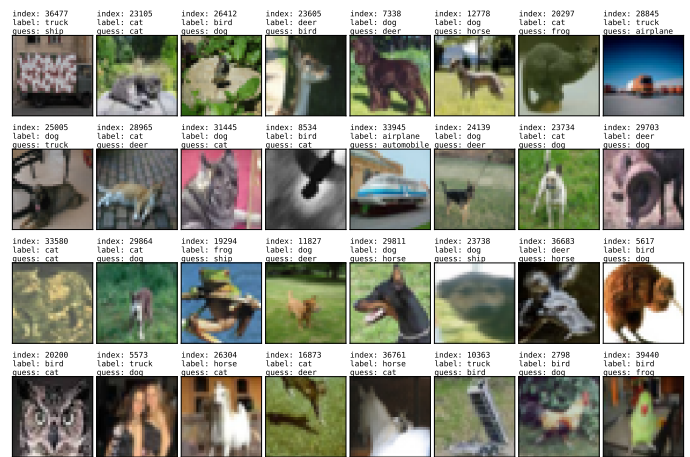 index: 36477 index: 23105 index: 26412 index: 23605 index: 7338 index: 12778 index: 20297 index: 28845
label: truck label: cat label: bird label: deer label: dog label: dog label: cat label: truck
guess: ship guess: cat guess: dog guess: bird guess: deer guess: horse guess: frog guess: airplane
index: 25005 index: 28965 index: 31445 index: 8534 index: 33945 index: 24139 index: 23734 index: 29703
label: dog label: cat label: dog label: bird label: airplane label: dog label: cat label: deer
guess: truck guess: deer guess: cat guess: cat guess: automobile guess: deer guess: dog guess: dog
index: 33580 index: 29864 index: 19294 index: 11827 index: 29811 index: 23738 index: 36683 index: 5617
label: cat label: dog label: frog label: dog label: dog label: dog label: deer label: bird
guess: cat guess: dog guess: ship guess: deer guess: horse guess: ship guess: horse guess: dog
index: 20200 index: 5573 index: 26304 index: 16873 index: 36761 index: 10363 index: 2798 index: 39440
label: bird label: truck label: horse label: cat label: horse label: truck label: bird label: bird
guess: cat guess: dog guess: cat guess: deer guess: cat guess: bird guess: dog guess: frog